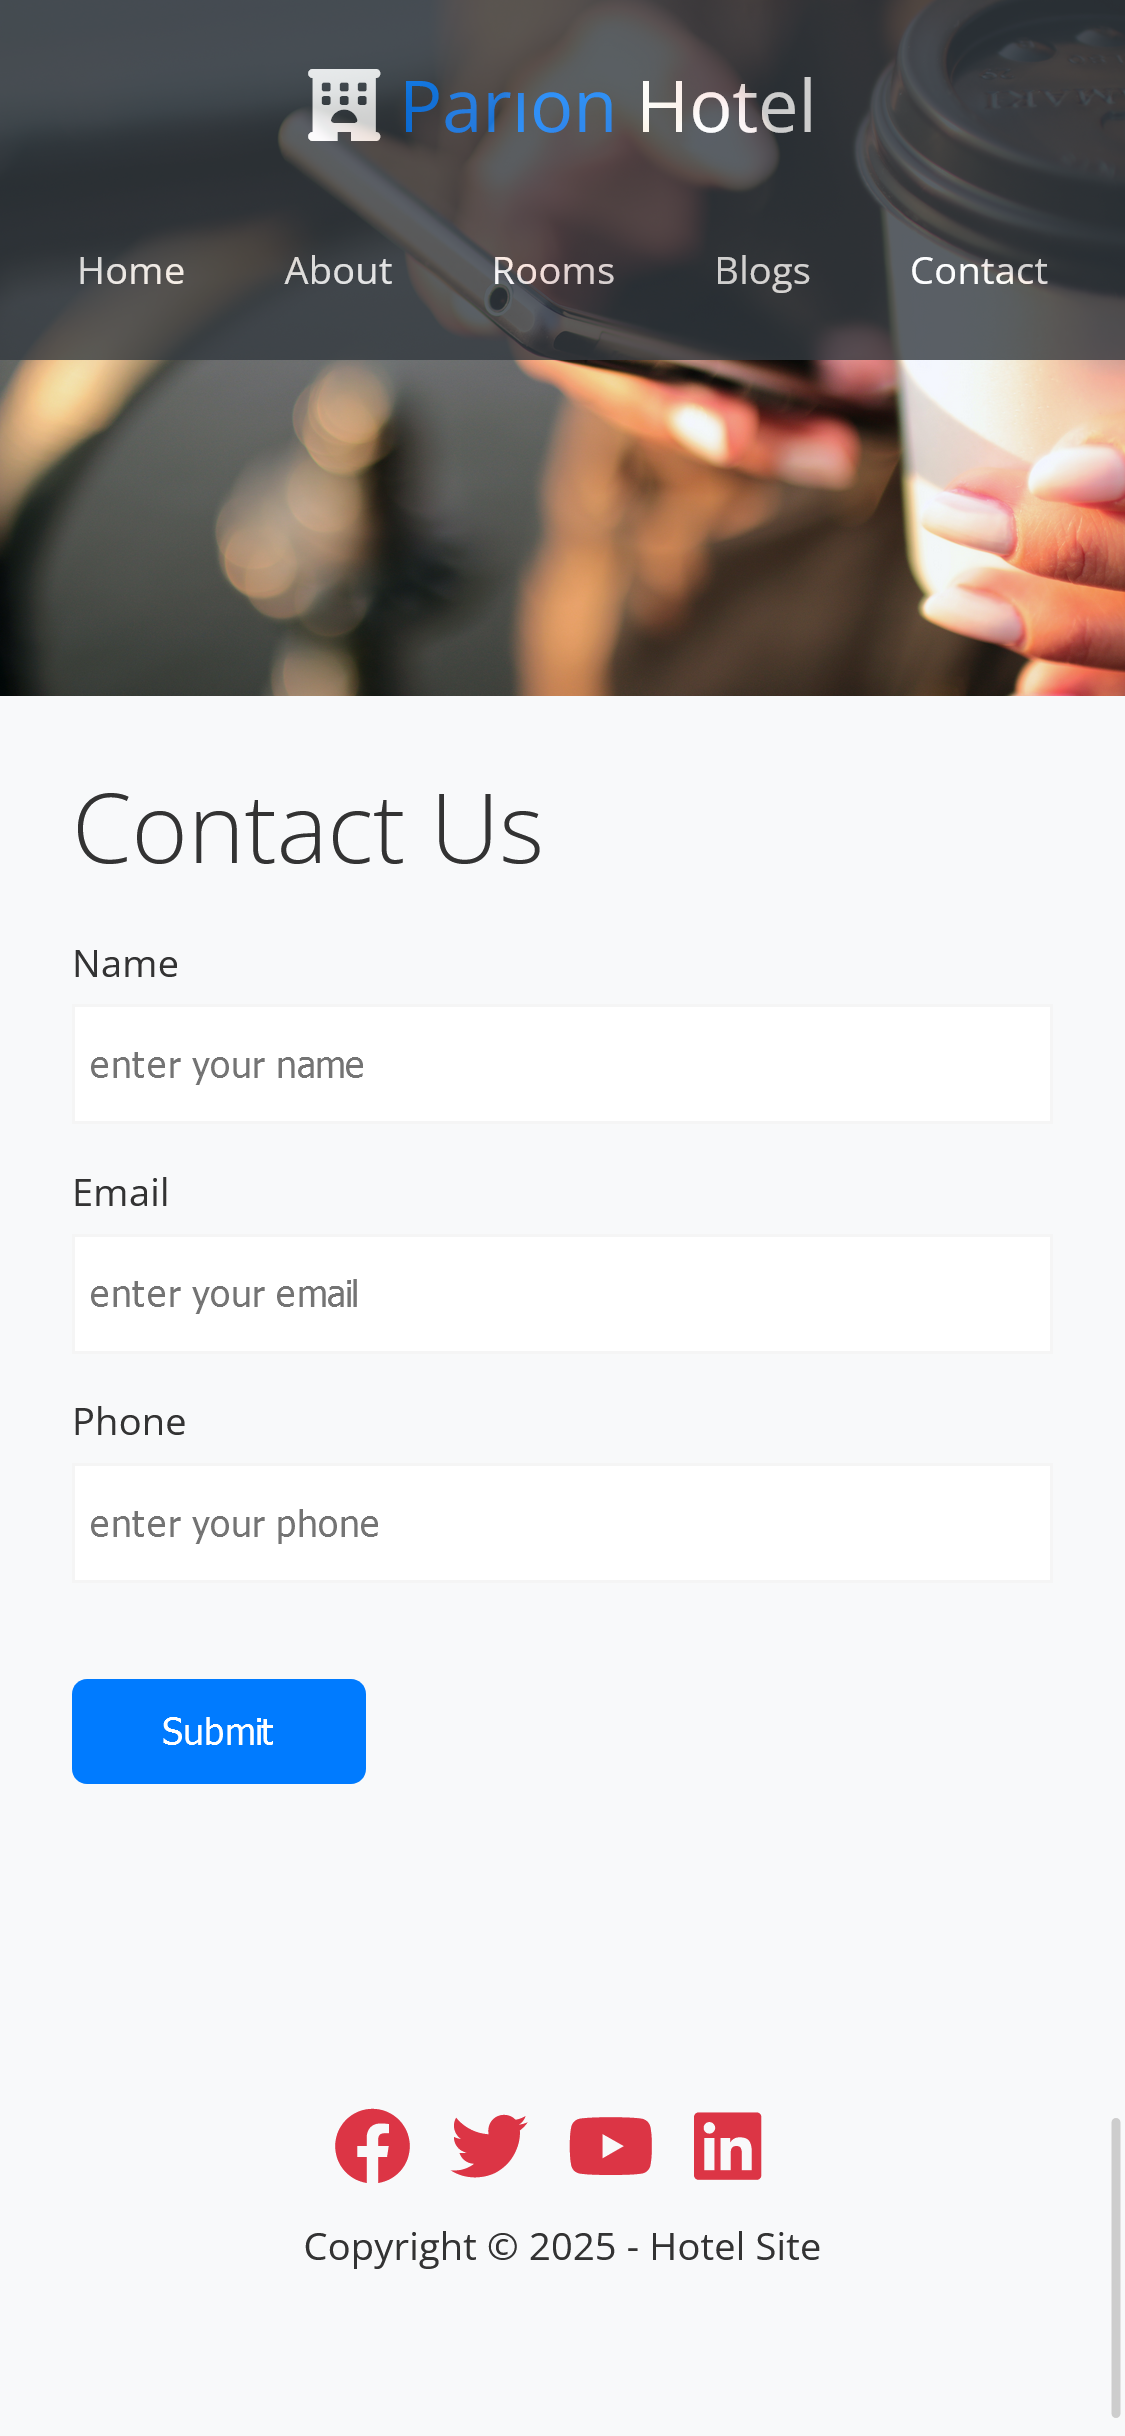 Parıon Hotel
Home About Rooms Blogs Contact
Contact Us
Name
enter your name
Email
enter your email
Phone
enter your phone
Submit
Copyright © 2025 - Hotel Site